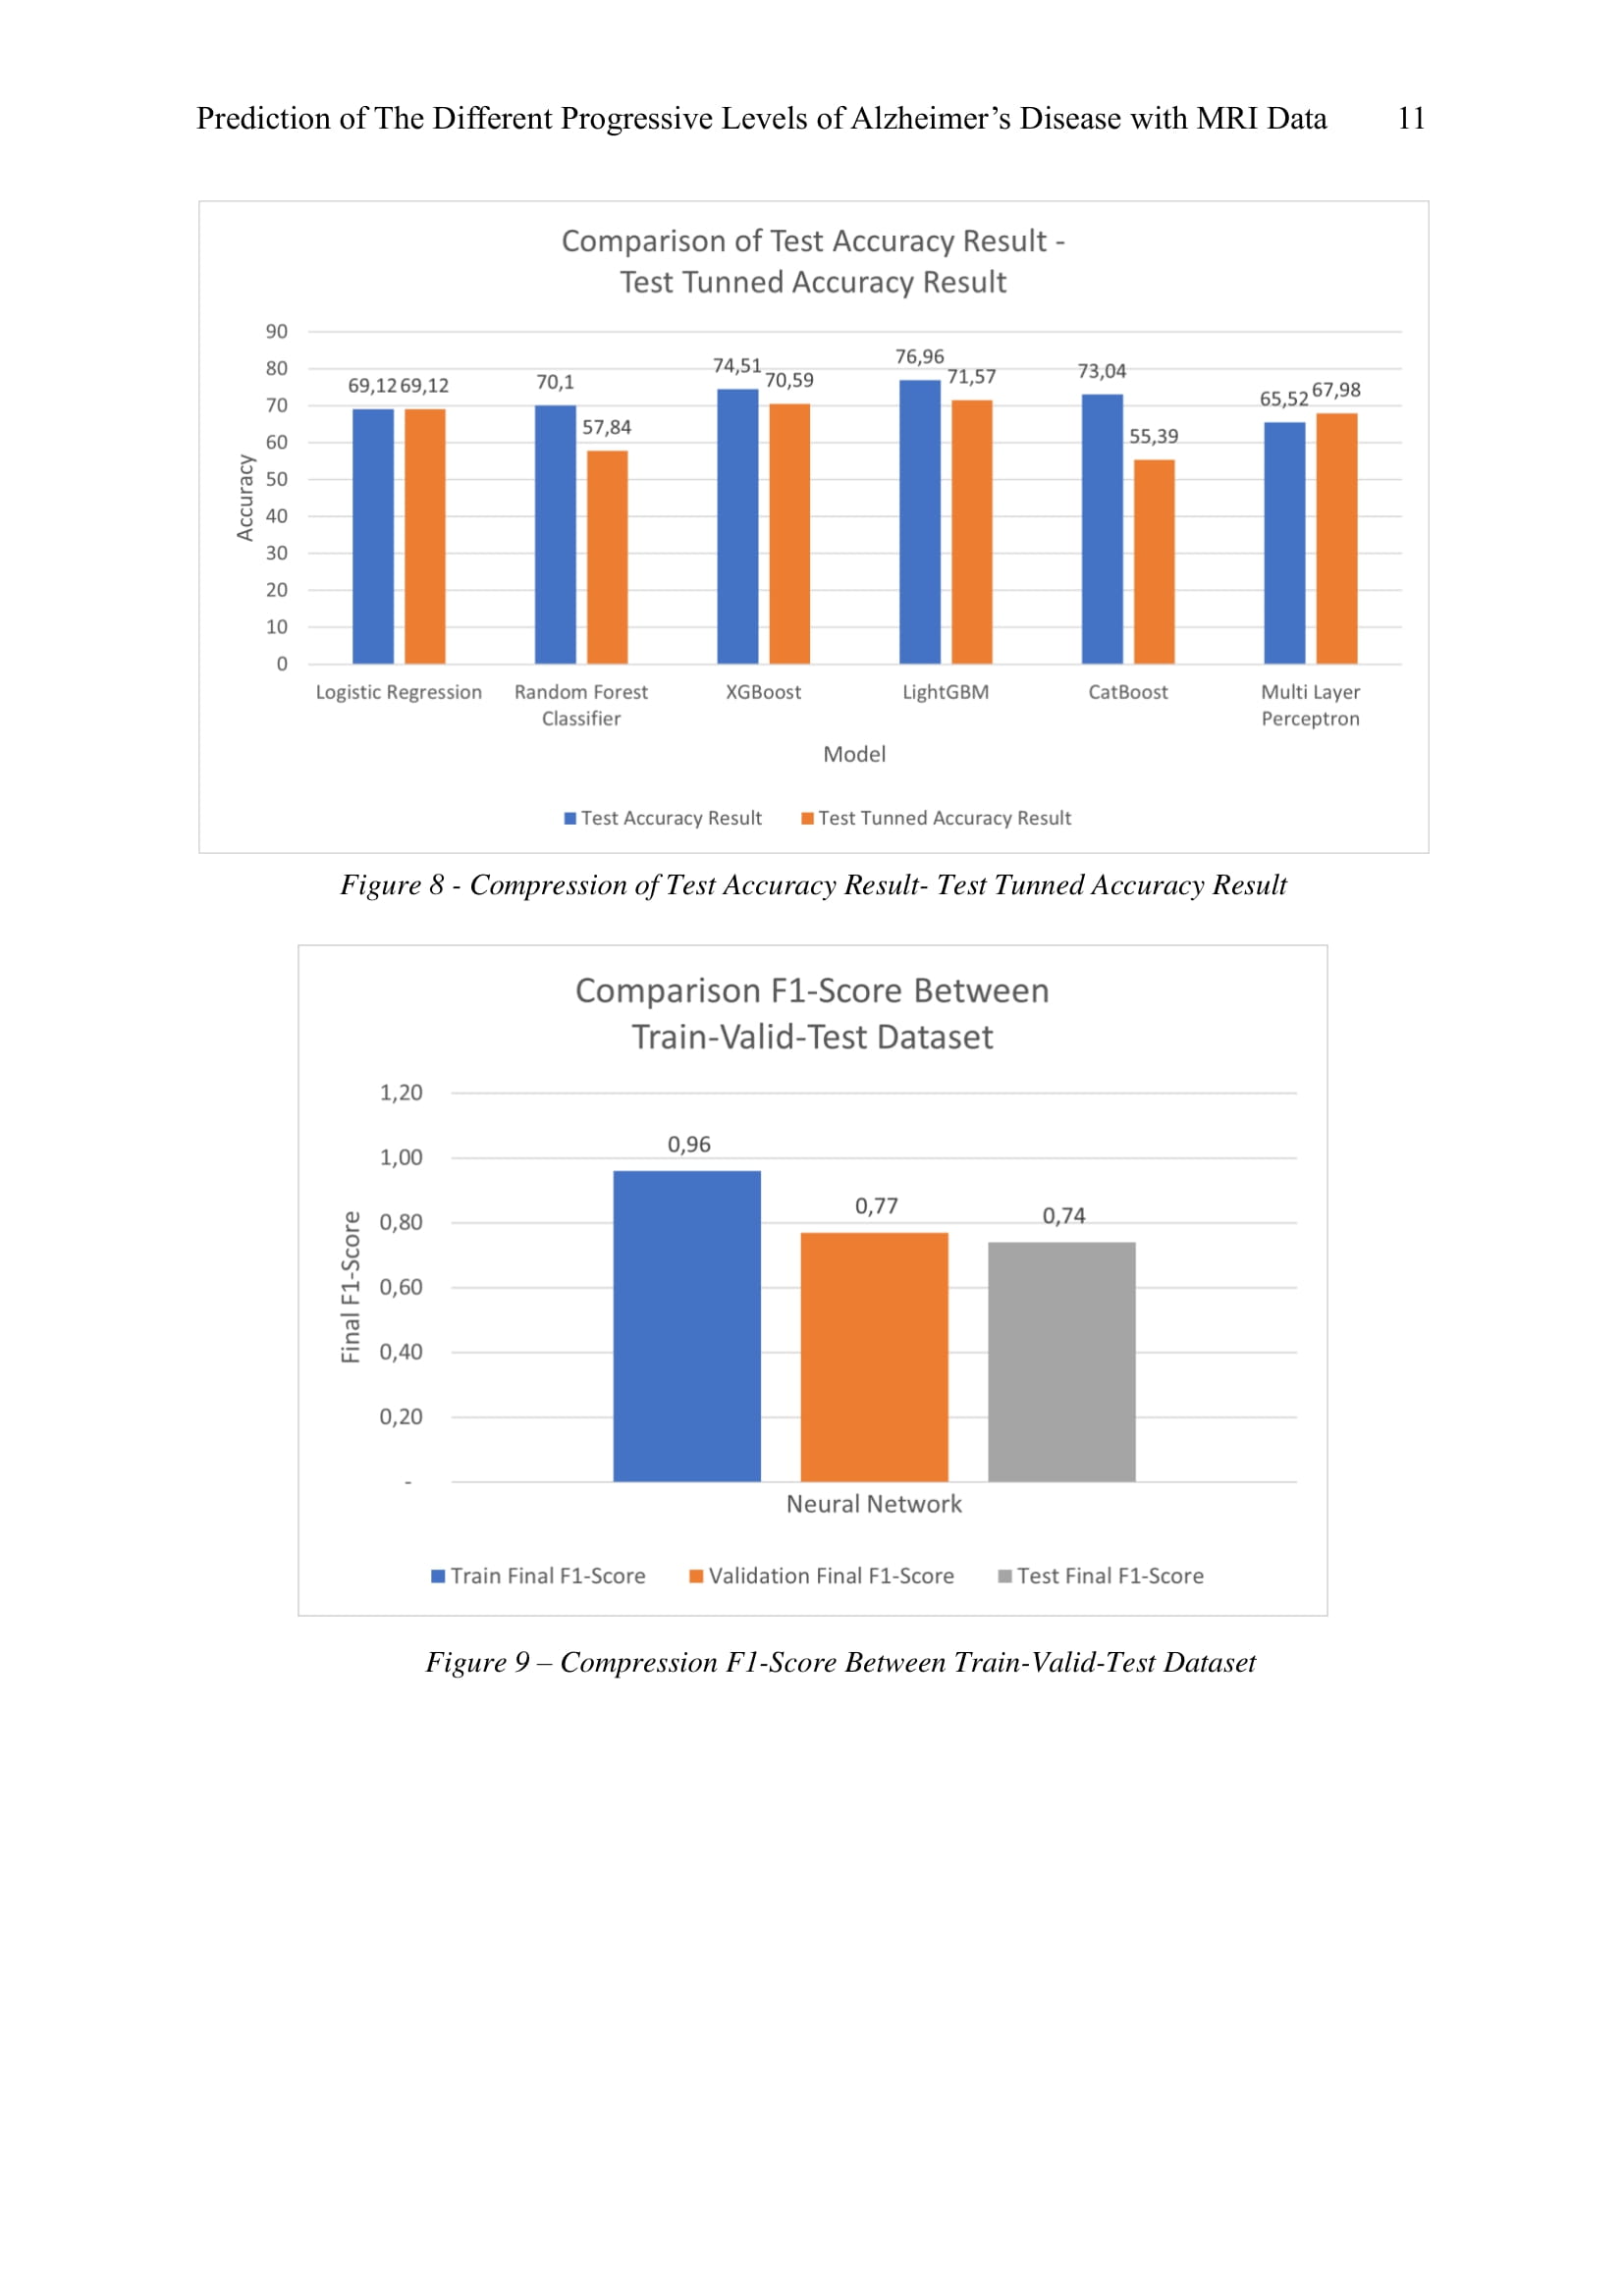 Prediction of The Different Progressive Levels of Alzheimer’s Disease with MRI Data 11
Comparison of Test Accuracy Result -
Test Tunned Accuracy Result
90
80
70
60
50
40
30
20
10
0
Accuracy
69,12 69,12
70,1
57,84
74,51
70,59
76,96
71,57
73,04
55,39
65,52
67,98
Logistic Regression
Random Forest
Classifier
XGBoost
LightGBM
CatBoost
Multi Layer
Perceptron
Model
Test Accuracy Result Test Tunned Accuracy Result
Figure 8 - Compression of Test Accuracy Result- Test Tunned Accuracy Result
Comparison F1-Score Between
Train-Valid-Test Dataset
1,20
1,00
0,80
0,60
0,40
0,20
-
Final F1-Score
0,96
0,77
0,74
Neural Network
Train Final F1-Score Validation Final F1-Score Test Final F1-Score
Figure 9 – Compression F1-Score Between Train-Valid-Test Dataset